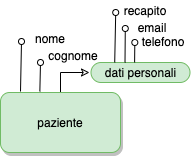 recapito
email
telefono
nome
cognome
dati personali
paziente